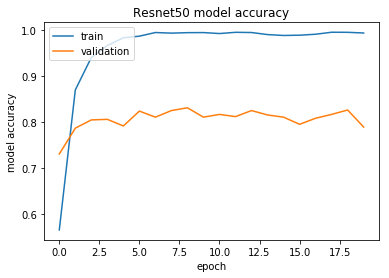 Resnet50 model accuracy
train
validation
model accuracy
1.0
0.9
0.8
0.7
0.6
0.0 2.5 5.0 7.5 10.0 12.5 15.0 17.5
epoch